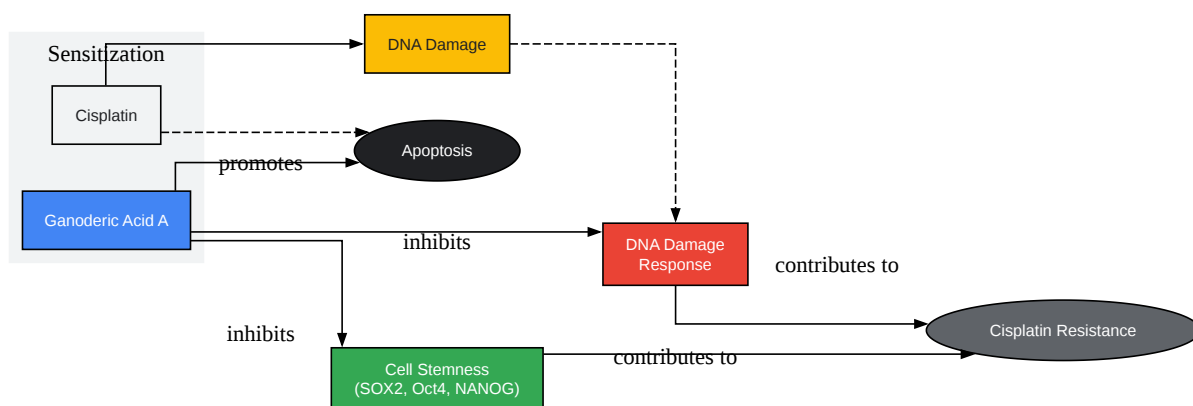 Sensitization
DNA Damage
Cisplatin
Apoptosis
promotes
Ganoderic Acid A
inhibits
DNA Damage
Response
contributes to
inhibits
Cisplatin Resistance
contributes to
Cell Stemness
(SOX2, Oct4, NANOG)